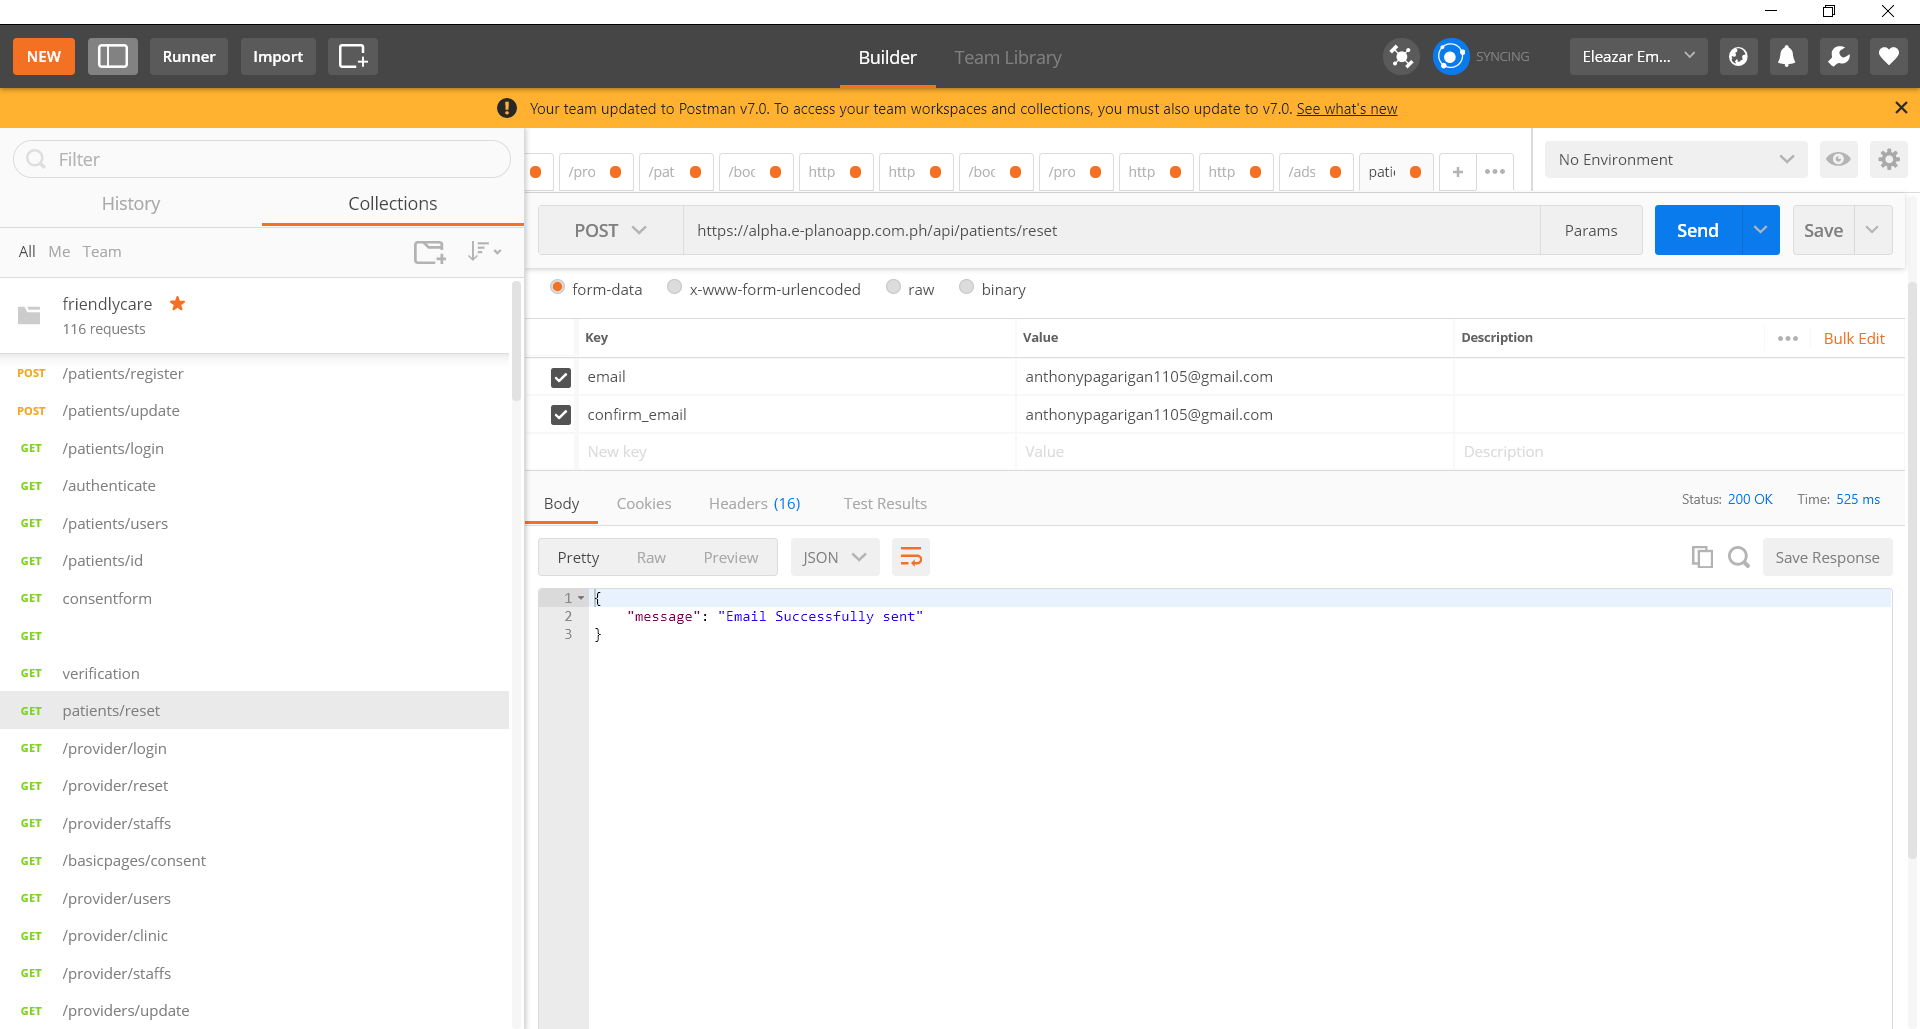 NEW
Runner
Import
Builder
Team Library
SYNCING
Eleazar Em...
Your team updated to Postman v7.0. To access your team workspaces and collections, you must also update to v7.0. See what's new
Filter
History
Collections
All Me Team
friendlycare
116 requests
POST /patients/register
POST /patients/update
GET /patients/login
GET /authenticate
GET /patients/users
GET /patients/id
GET consentform
GET
GET verification
GET patients/reset
GET /provider/login
GET /provider/reset
GET /provider/staffs
GET /basicpages/consent
GET /provider/users
GET /provider/clinic
GET /provider/staffs
GET /providers/update
/pro /pat /boc http http /boc /pro http http /ads patie + •••
No Environment
POST https://alpha.e-planoapp.com.ph/api/patients/reset Params Send Save
form-data x-www-form-urlencoded raw binary
Key Value Description ••• Bulk Edit
email anthonypagarigan1105@gmail.com
confirm_email anthonypagarigan1105@gmail.com
New key Value Description
Body Cookies Headers (16) Test Results Status: 200 OK Time: 525 ms
Pretty Raw Preview JSON Save Response
1 {
2 "message": "Email Successfully sent"
3 }